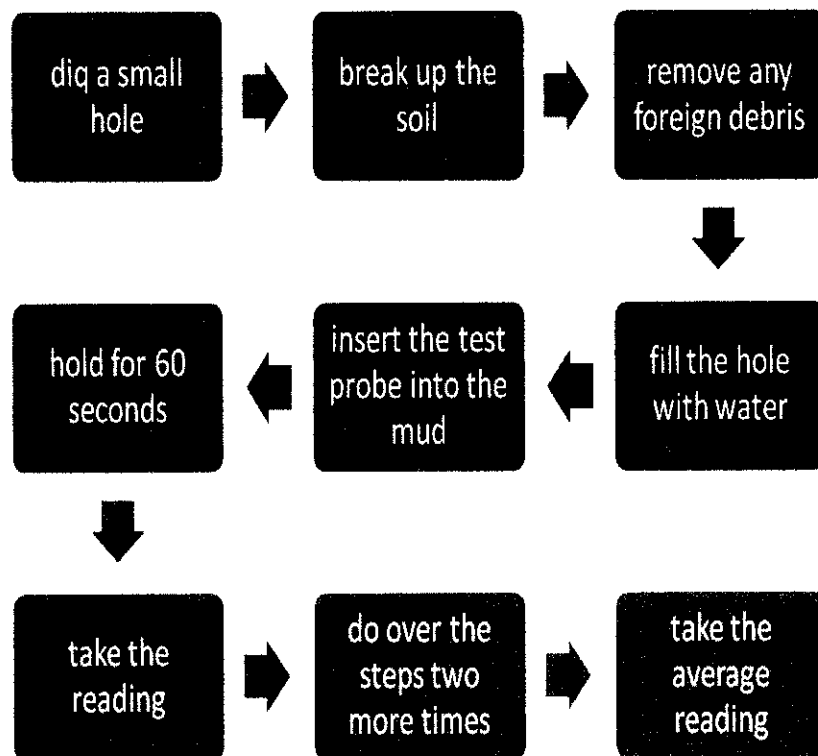 diq a small
hole
break up the
soil
remove any
foreign debris
fill the hole
with water
insert the test
probe into the
mud
hold for 60
seconds
take the
reading
do over the
steps two
more times
take the
average
reading